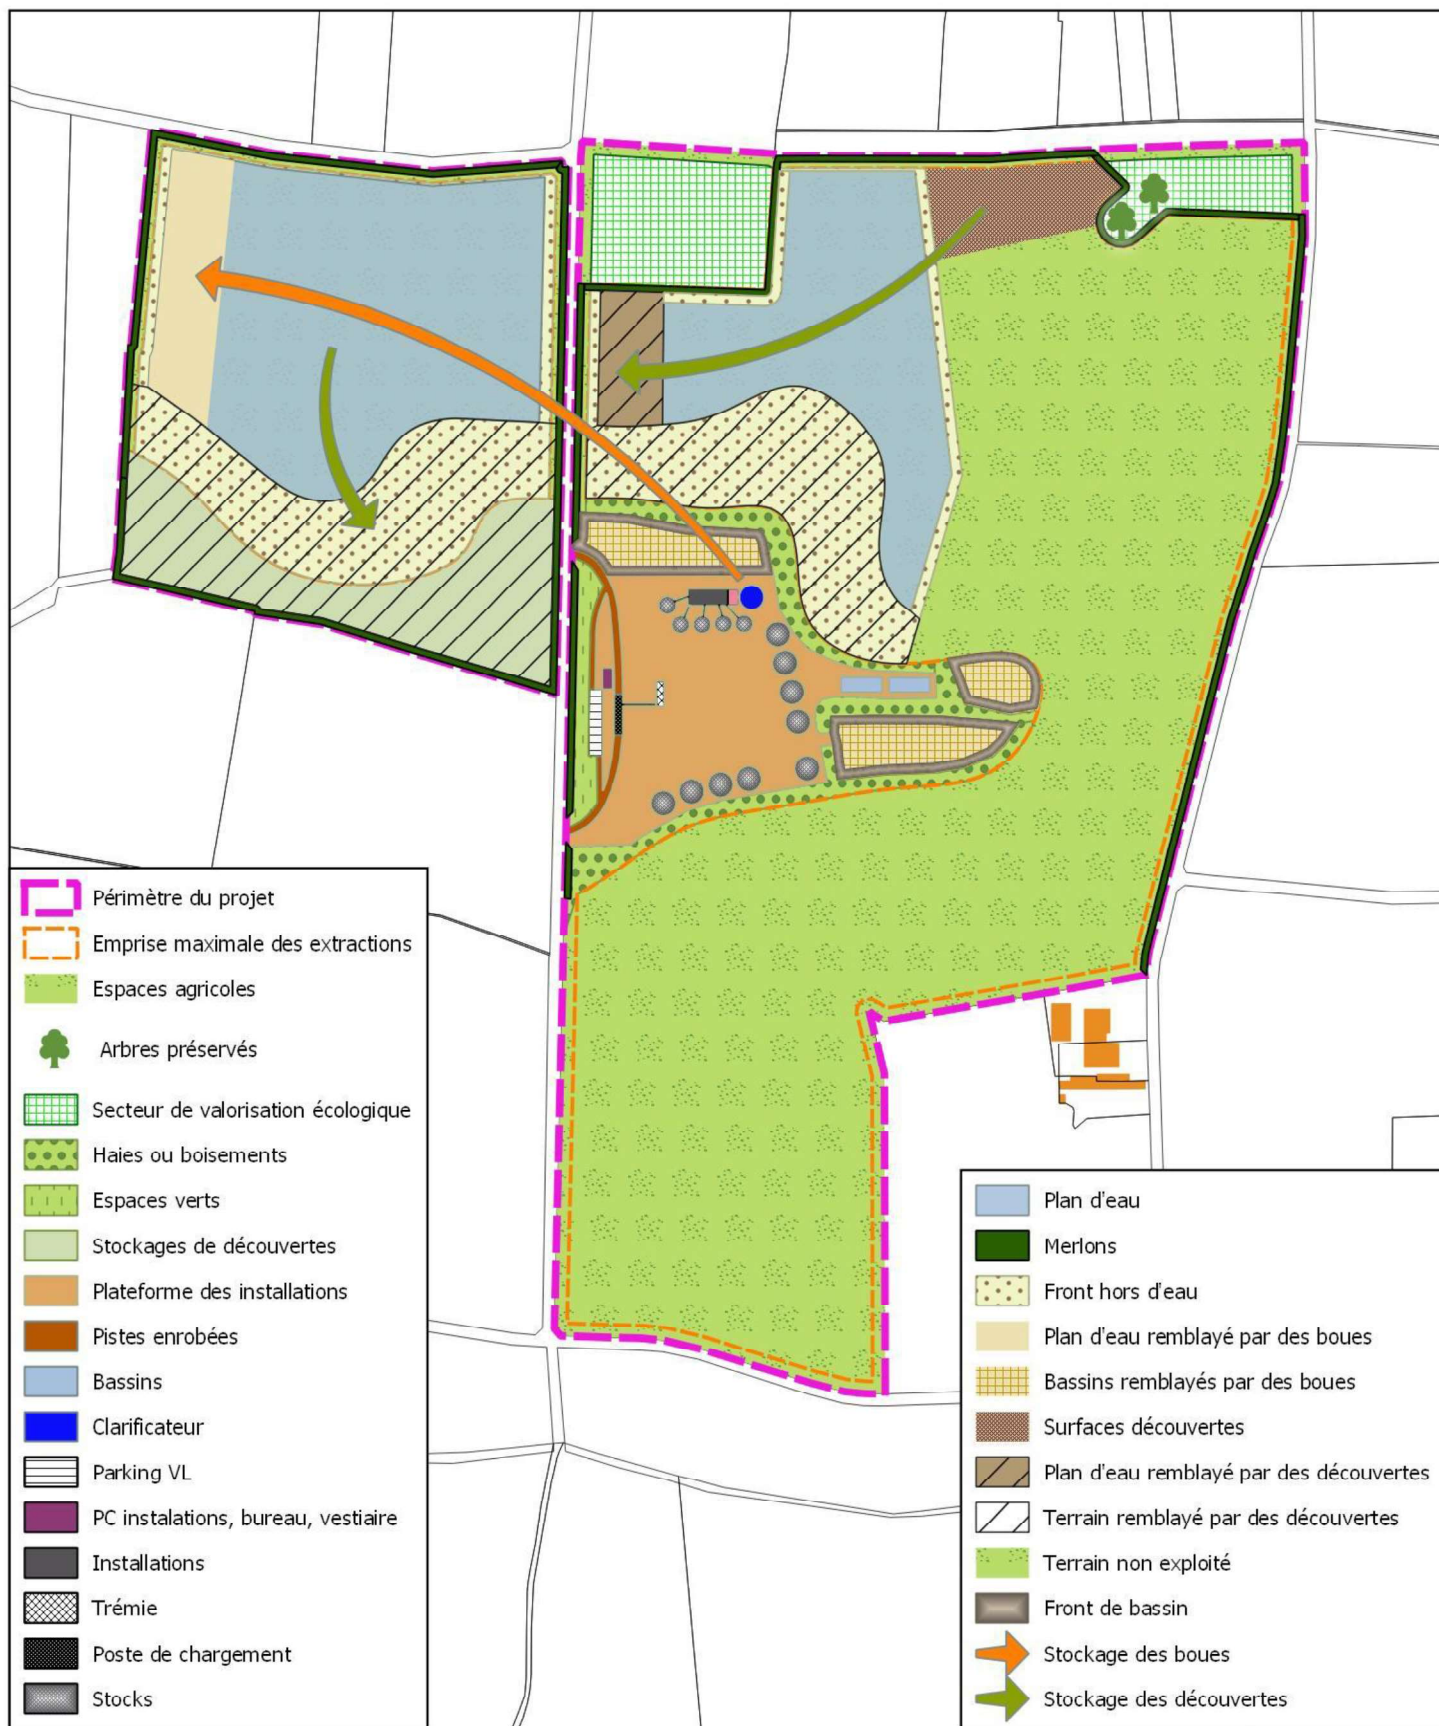 Périmètre du projet
Emprise maximale des extractions
Espaces agricoles
Arbres préservés
Secteur de valorisation écologique
Haies ou boisements
Espaces verts
Stockages de découvertes
Plateforme des installations
Pistes enrobées
Bassins
Clarificateur
Parking VL
PC instalations, bureau, vestiaire
Installations
Trémie
Poste de chargement
Stocks
Plan d'eau
Merlons
Front hors d'eau
Plan d'eau remblayé par des boues
Bassins remblayés par des boues
Surfaces découvertes
Plan d'eau remblayé par des découvertes
Terrain remblayé par des découvertes
Terrain non exploité
Front de bassin
Stockage des boues
Stockage des découvertes